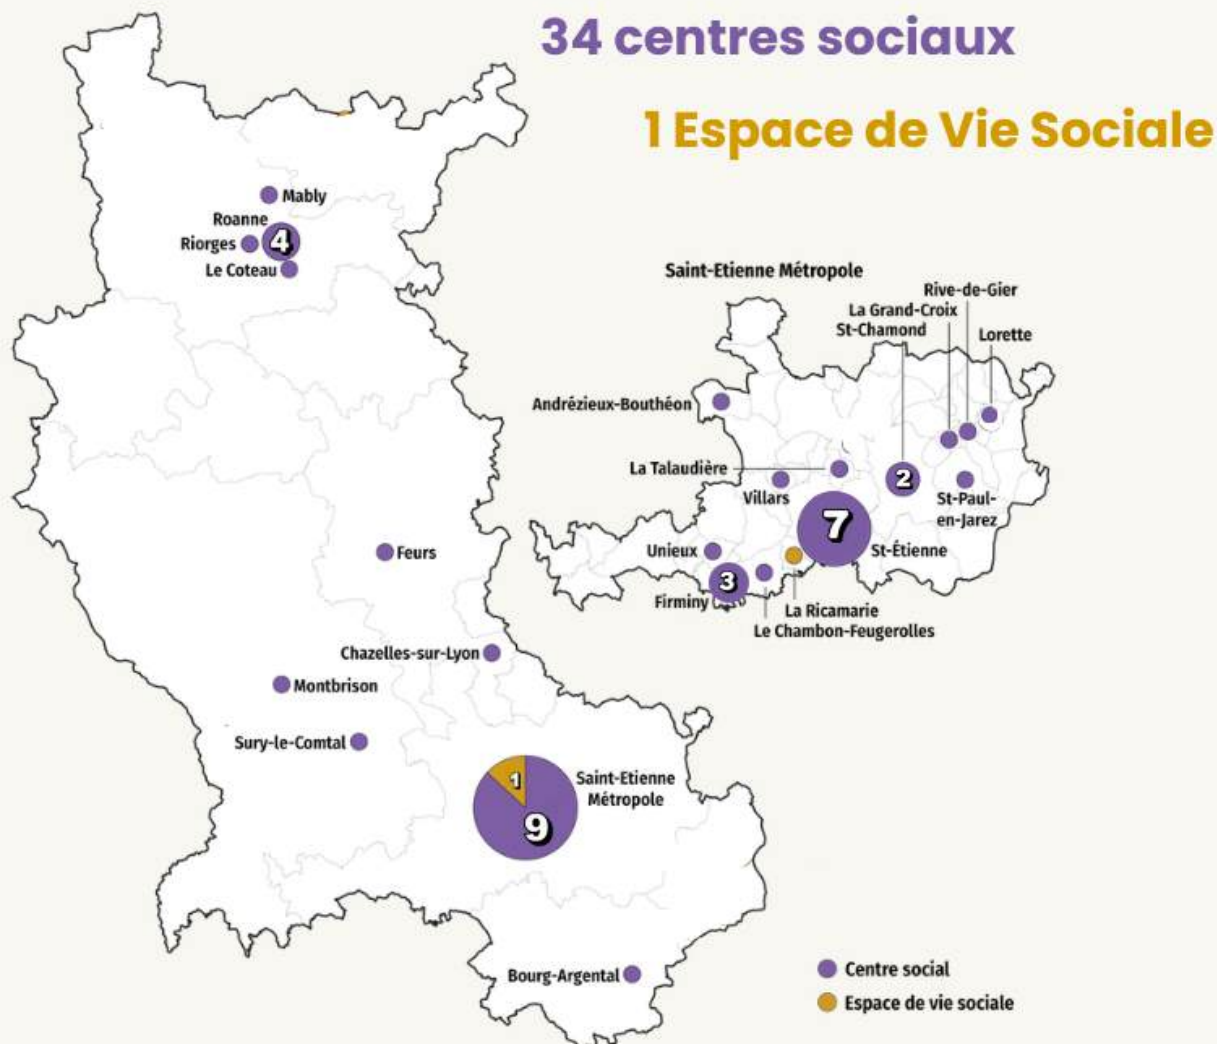 34 centres sociaux
1 Espace de Vie Sociale
Mably
Roanne
4
Riorges
Le Coteau
Saint-Etienne Métropole
Rive-de-Gier
La Grand-Croix
St-Chamond
Lorette
Andrézieux-Bouthéon
La Talaudière
2
Villars
St-Paul-
en-Jarez
7
Unieux
St-Étienne
3
Firminy
La Ricamarie
Le Chambon-Feugerolles
Feurs
Chazelles-sur-Lyon
Montbrison
Sury-le-Comtal
1
Saint-Etienne
Métropole
9
Bourg-Argental
Centre social
Espace de vie sociale